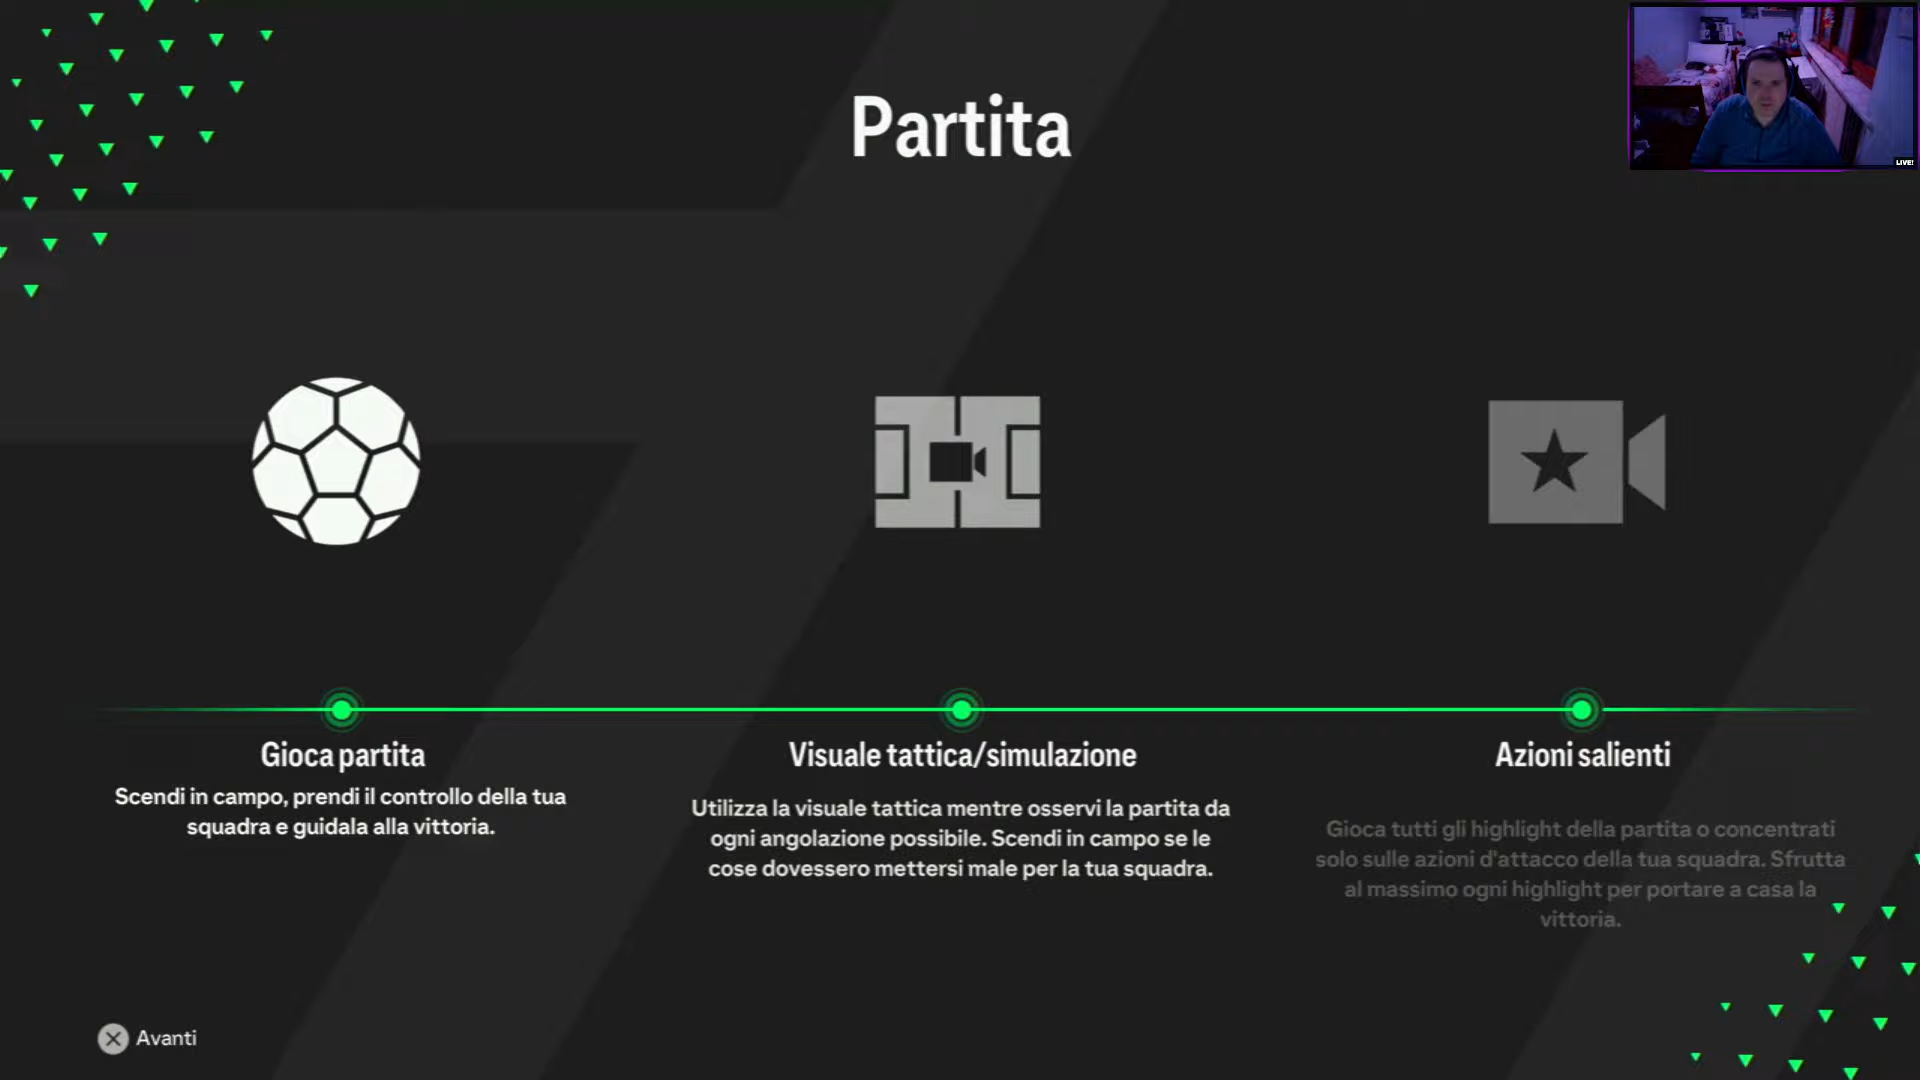 Partita
LIVE!
Gioca partita
Scendi in campo, prendi il controllo della tua
squadra e guidala alla vittoria.
Visuale tattica/simulazione
Utilizza la visuale tattica mentre osservi la partita da
ogni angolazione possibile. Scendi in campo se le
cose dovessero mettersi male per la tua squadra.
Azioni salienti
Gioca tutti gli highlight della partita o concentrati
solo sulle azioni d'attacco della tua squadra. Sfrutta
al massimo ogni highlight per portare a casa la
vittoria.
Avanti